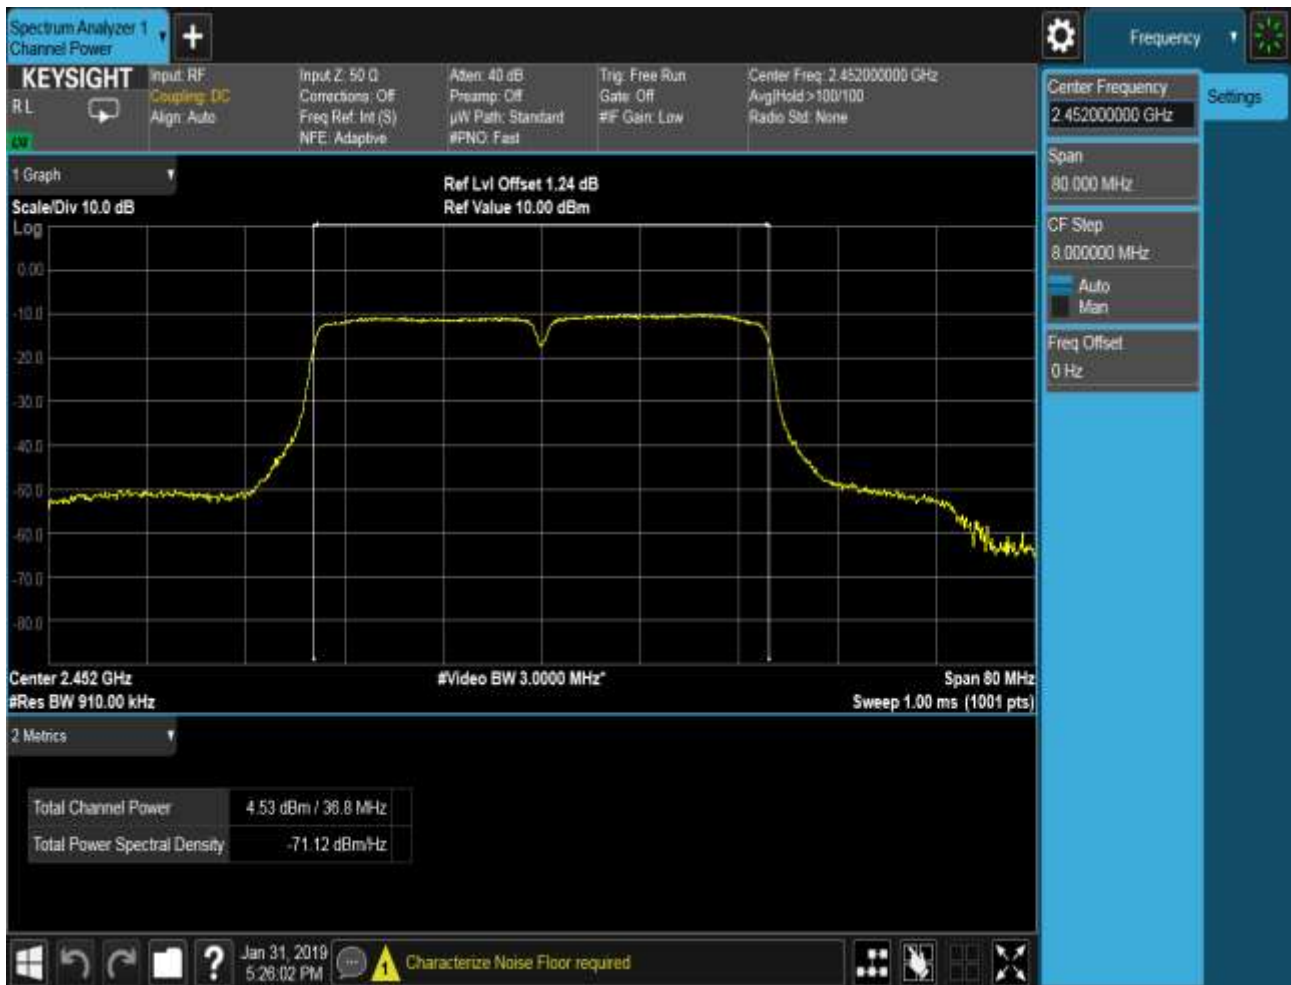 Spectrum Analyzer 1
Channel Power
+
Frequency
KEYSIGHT
R L
Input: RF
Coupling: DC
Align: Auto
Input Z: 50 Ω
Corrections: Off
Freq Ref: Int (S)
NFE: Adaptive
Atten: 40 dB
Preamp: Off
µW Path: Standard
#PNO: Fast
Trig: Free Run
Gate: Off
#IF Gain: Low
Center Freq: 2.452000000 GHz
Avg|Hold >100/100
Radio Std: None
Center Frequency
2.452000000 GHz
Settings
Span
80.000 MHz
CF Step
8.000000 MHz
Auto
Man
Freq Offset
0 Hz
1 Graph
Scale/Div 10.0 dB
Ref Lvl Offset 1.24 dB
Ref Value 10.00 dBm
Log
0.00
-10.0
-20.0
-30.0
-40.0
-50.0
-60.0
-70.0
-80.0
Center 2.452 GHz
#Video BW 3.0000 MHz*
Span 80 MHz
#Res BW 910.00 kHz
Sweep 1.00 ms (1001 pts)
2 Metrics
Total Channel Power
4.53 dBm / 36.8 MHz
Total Power Spectral Density
-71.12 dBm/Hz
?
Jan 31, 2019
5:26:02 PM
1
Characterize Noise Floor required